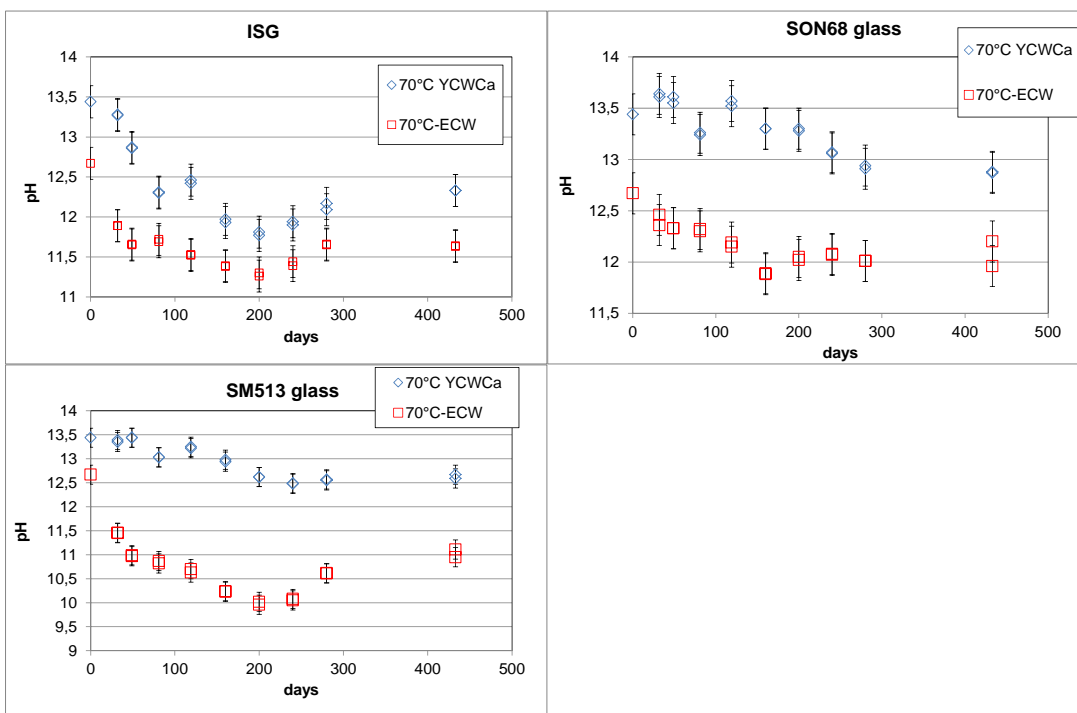 ISG
14
13,5
13
12,5
12
11,5
11
pH
0
100
200
300
400
500
days
70°C YCWCa
70°C-ECW
SON68 glass
14
13,5
13
12,5
12
11,5
pH
0
100
200
300
400
500
days
70°C YCWCa
70°C-ECW
SM513 glass
14
13,5
13
12,5
12
11,5
11
10,5
10
9,5
9
pH
0
100
200
300
400
500
days
70°C YCWCa
70°C-ECW